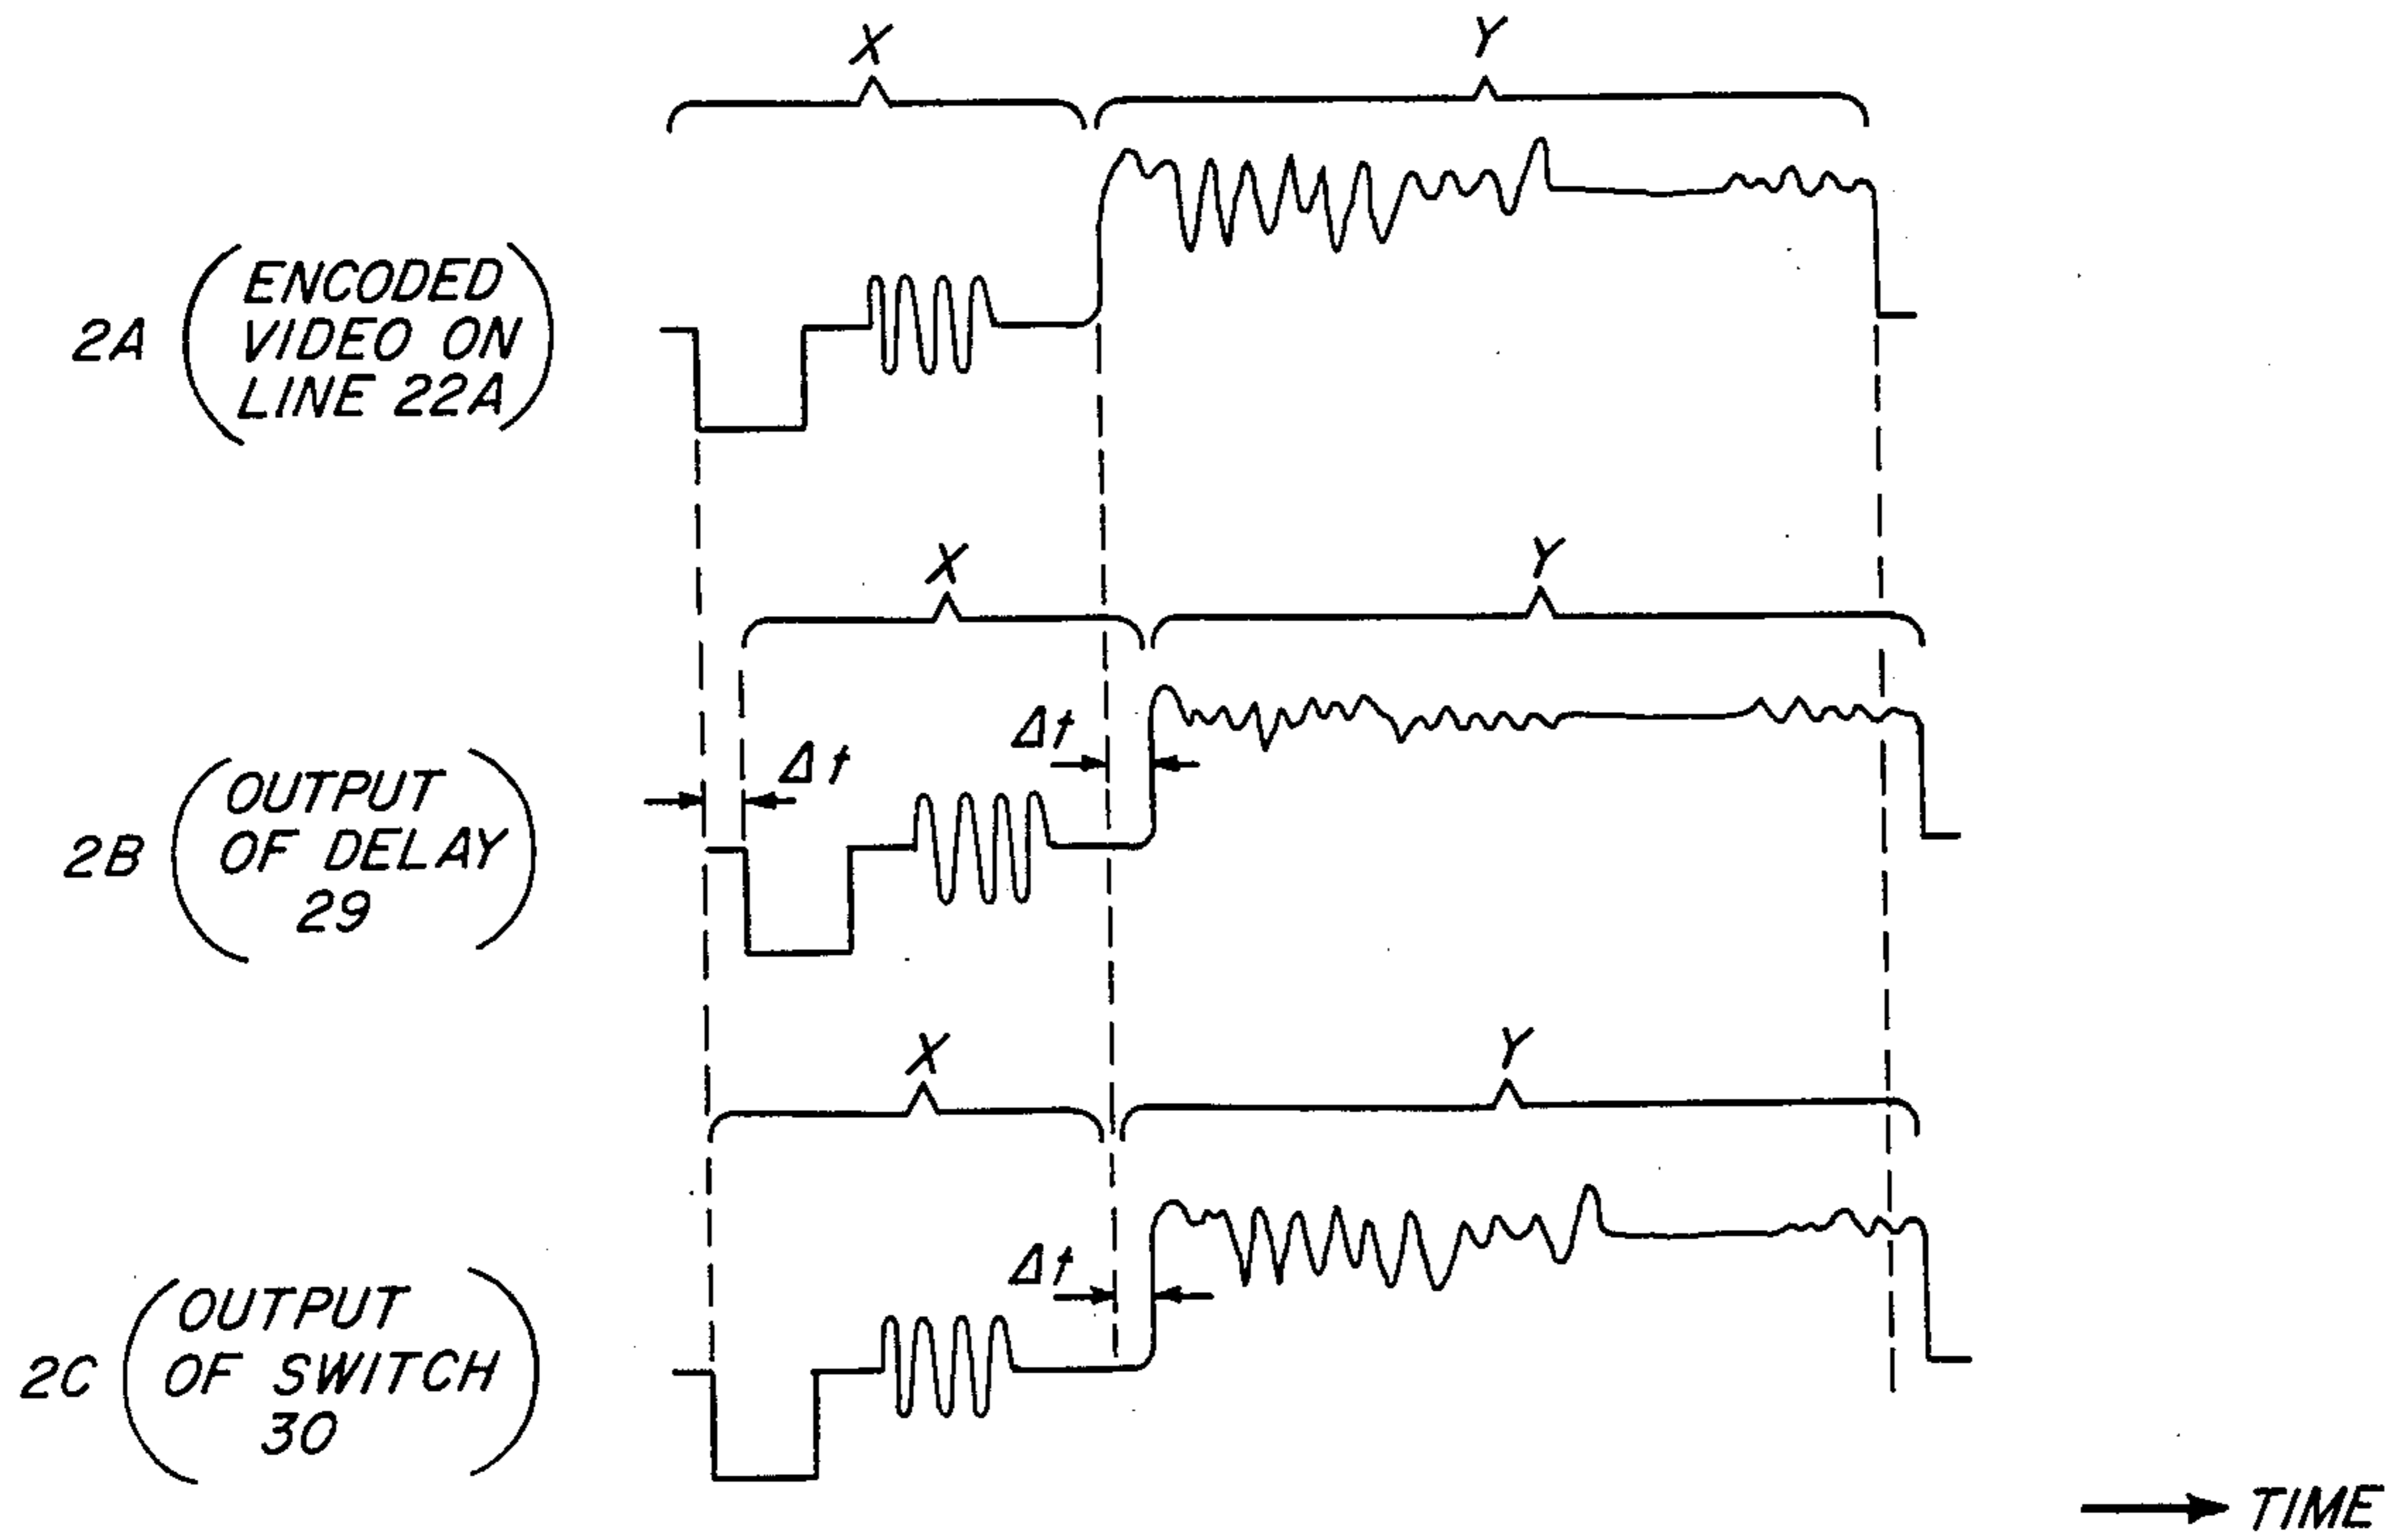 X Y
2A (ENCODED
VIDEO ON
LINE 22A)
X Y
Δt
Δt
2B (OUTPUT
OF DELAY
29)
X Y
Δt
2C (OUTPUT
OF SWITCH
30)
TIME